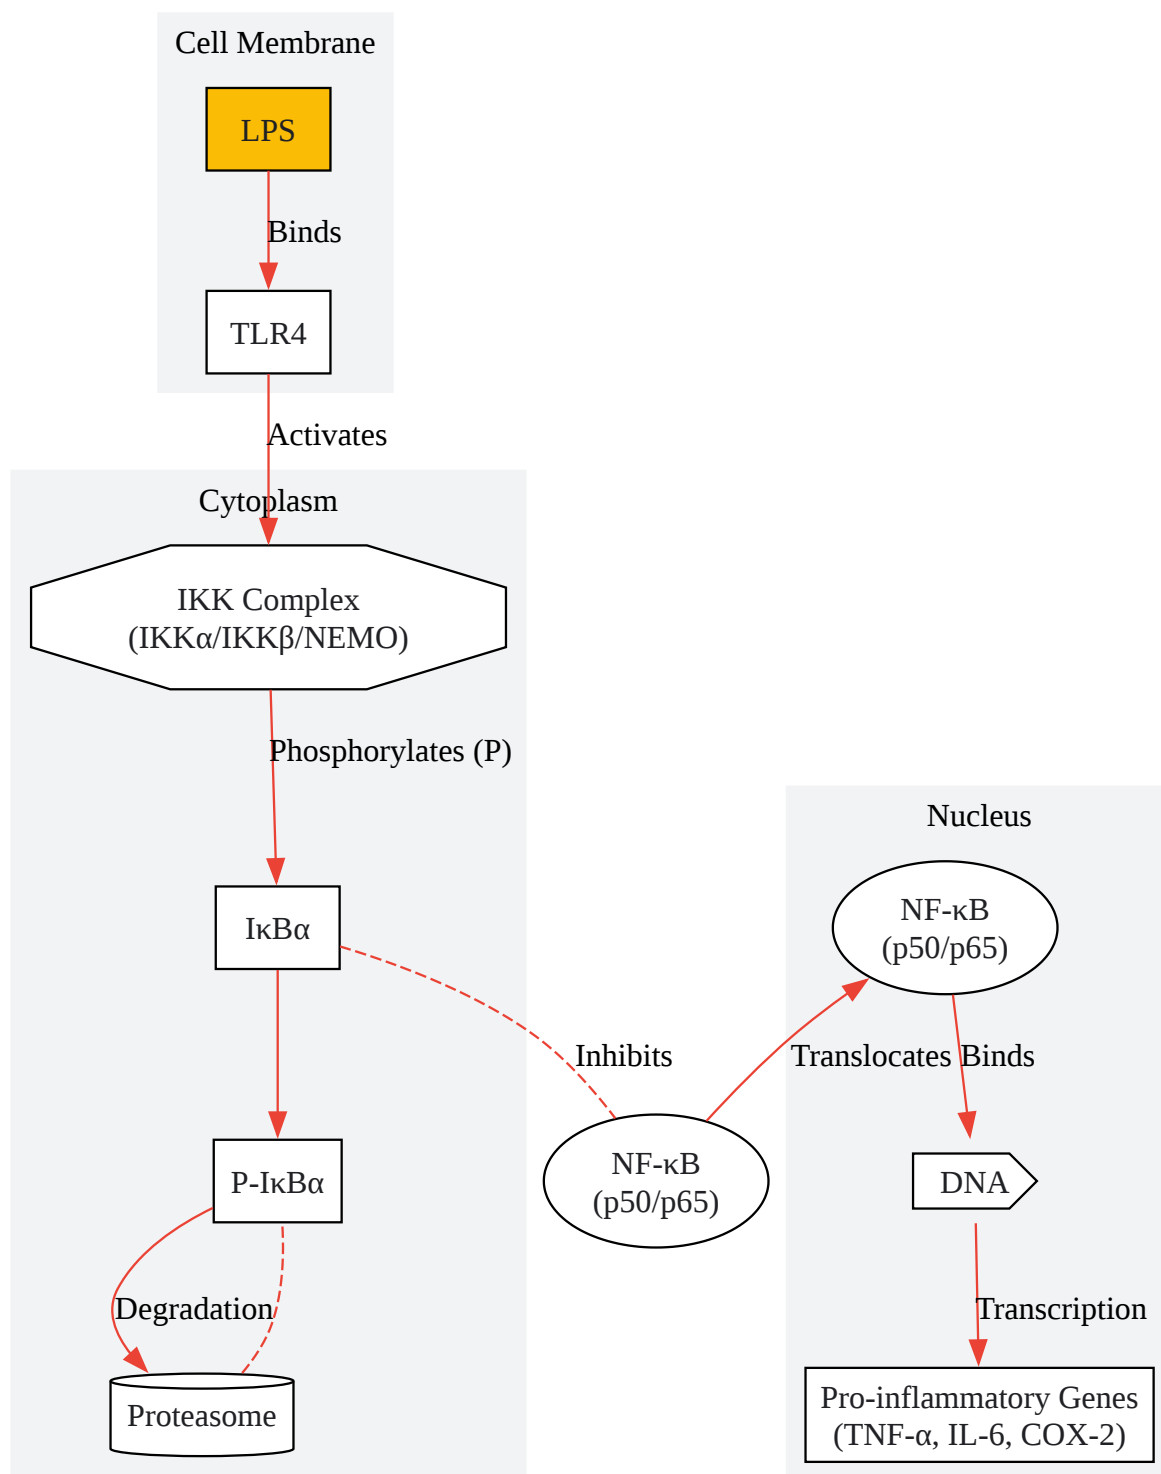 Cell Membrane
LPS
Binds
TLR4
Activates
Cytoplasm
IKK Complex
(IKKα/IKKβ/NEMO)
Phosphorylates (P)
Nucleus
NF-κB
(p50/p65)
IκBα
Inhibits
Translocates
Binds
NF-κB
(p50/p65)
P-IκBα
DNA
Degradation
Transcription
Proteasome
Pro-inflammatory Genes
(TNF-α, IL-6, COX-2)